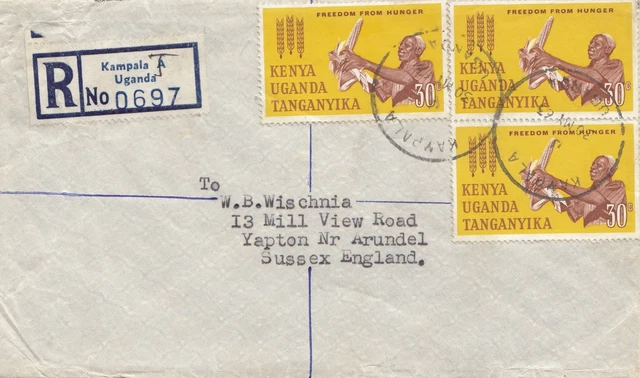 R
Kampala A
Uganda
No 0697
FREEDOM FROM HUNGER
KENYA
UGANDA
TANGANYIKA
30c
FREEDOM FROM HUNGER
KENYA
UGANDA
TANGANYIKA
30c
FREEDOM FROM HUNGER
KENYA
UGANDA
TANGANYIKA
30c
To
W.B.Wischnia
13 Mill View Road
Yapton Nr Arundel
Sussex England.